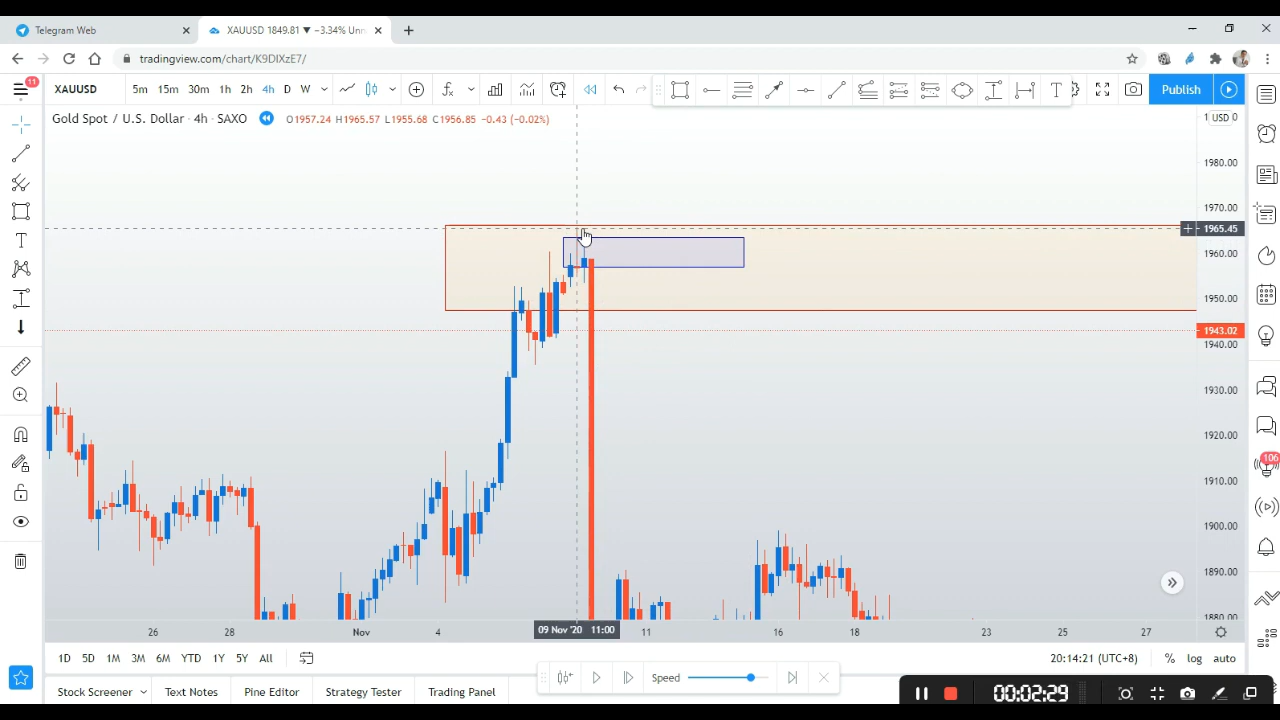 Telegram Web
XAUUSD 1849.81 ▼ −3.34% Unn
tradingview.com/chart/K9DIXzE7/
11
XAUUSD 5m 15m 30m 1h 2h 4h D W Publish
Gold Spot / U.S. Dollar · 4h · SAXO O1957.24 H1965.57 L1955.68 C1956.85 −0.43 (−0.02%)
USD
1980.00
1970.00
1965.45
1960.00
1950.00
1943.02
1940.00
1930.00
1920.00
1910.00
1900.00
1890.00
1880.00
106
26 28 Nov 4 09 Nov '20 11:00 11 16 18 23 25 27
1D 5D 1M 3M 6M YTD 1Y 5Y All 20:14:21 (UTC+8) % log auto
Speed
Stock Screener Text Notes Pine Editor Strategy Tester Trading Panel
00:02:29